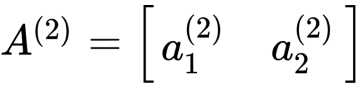 A^{(2)} = [ a_1^{(2)} a_2^{(2)} ]